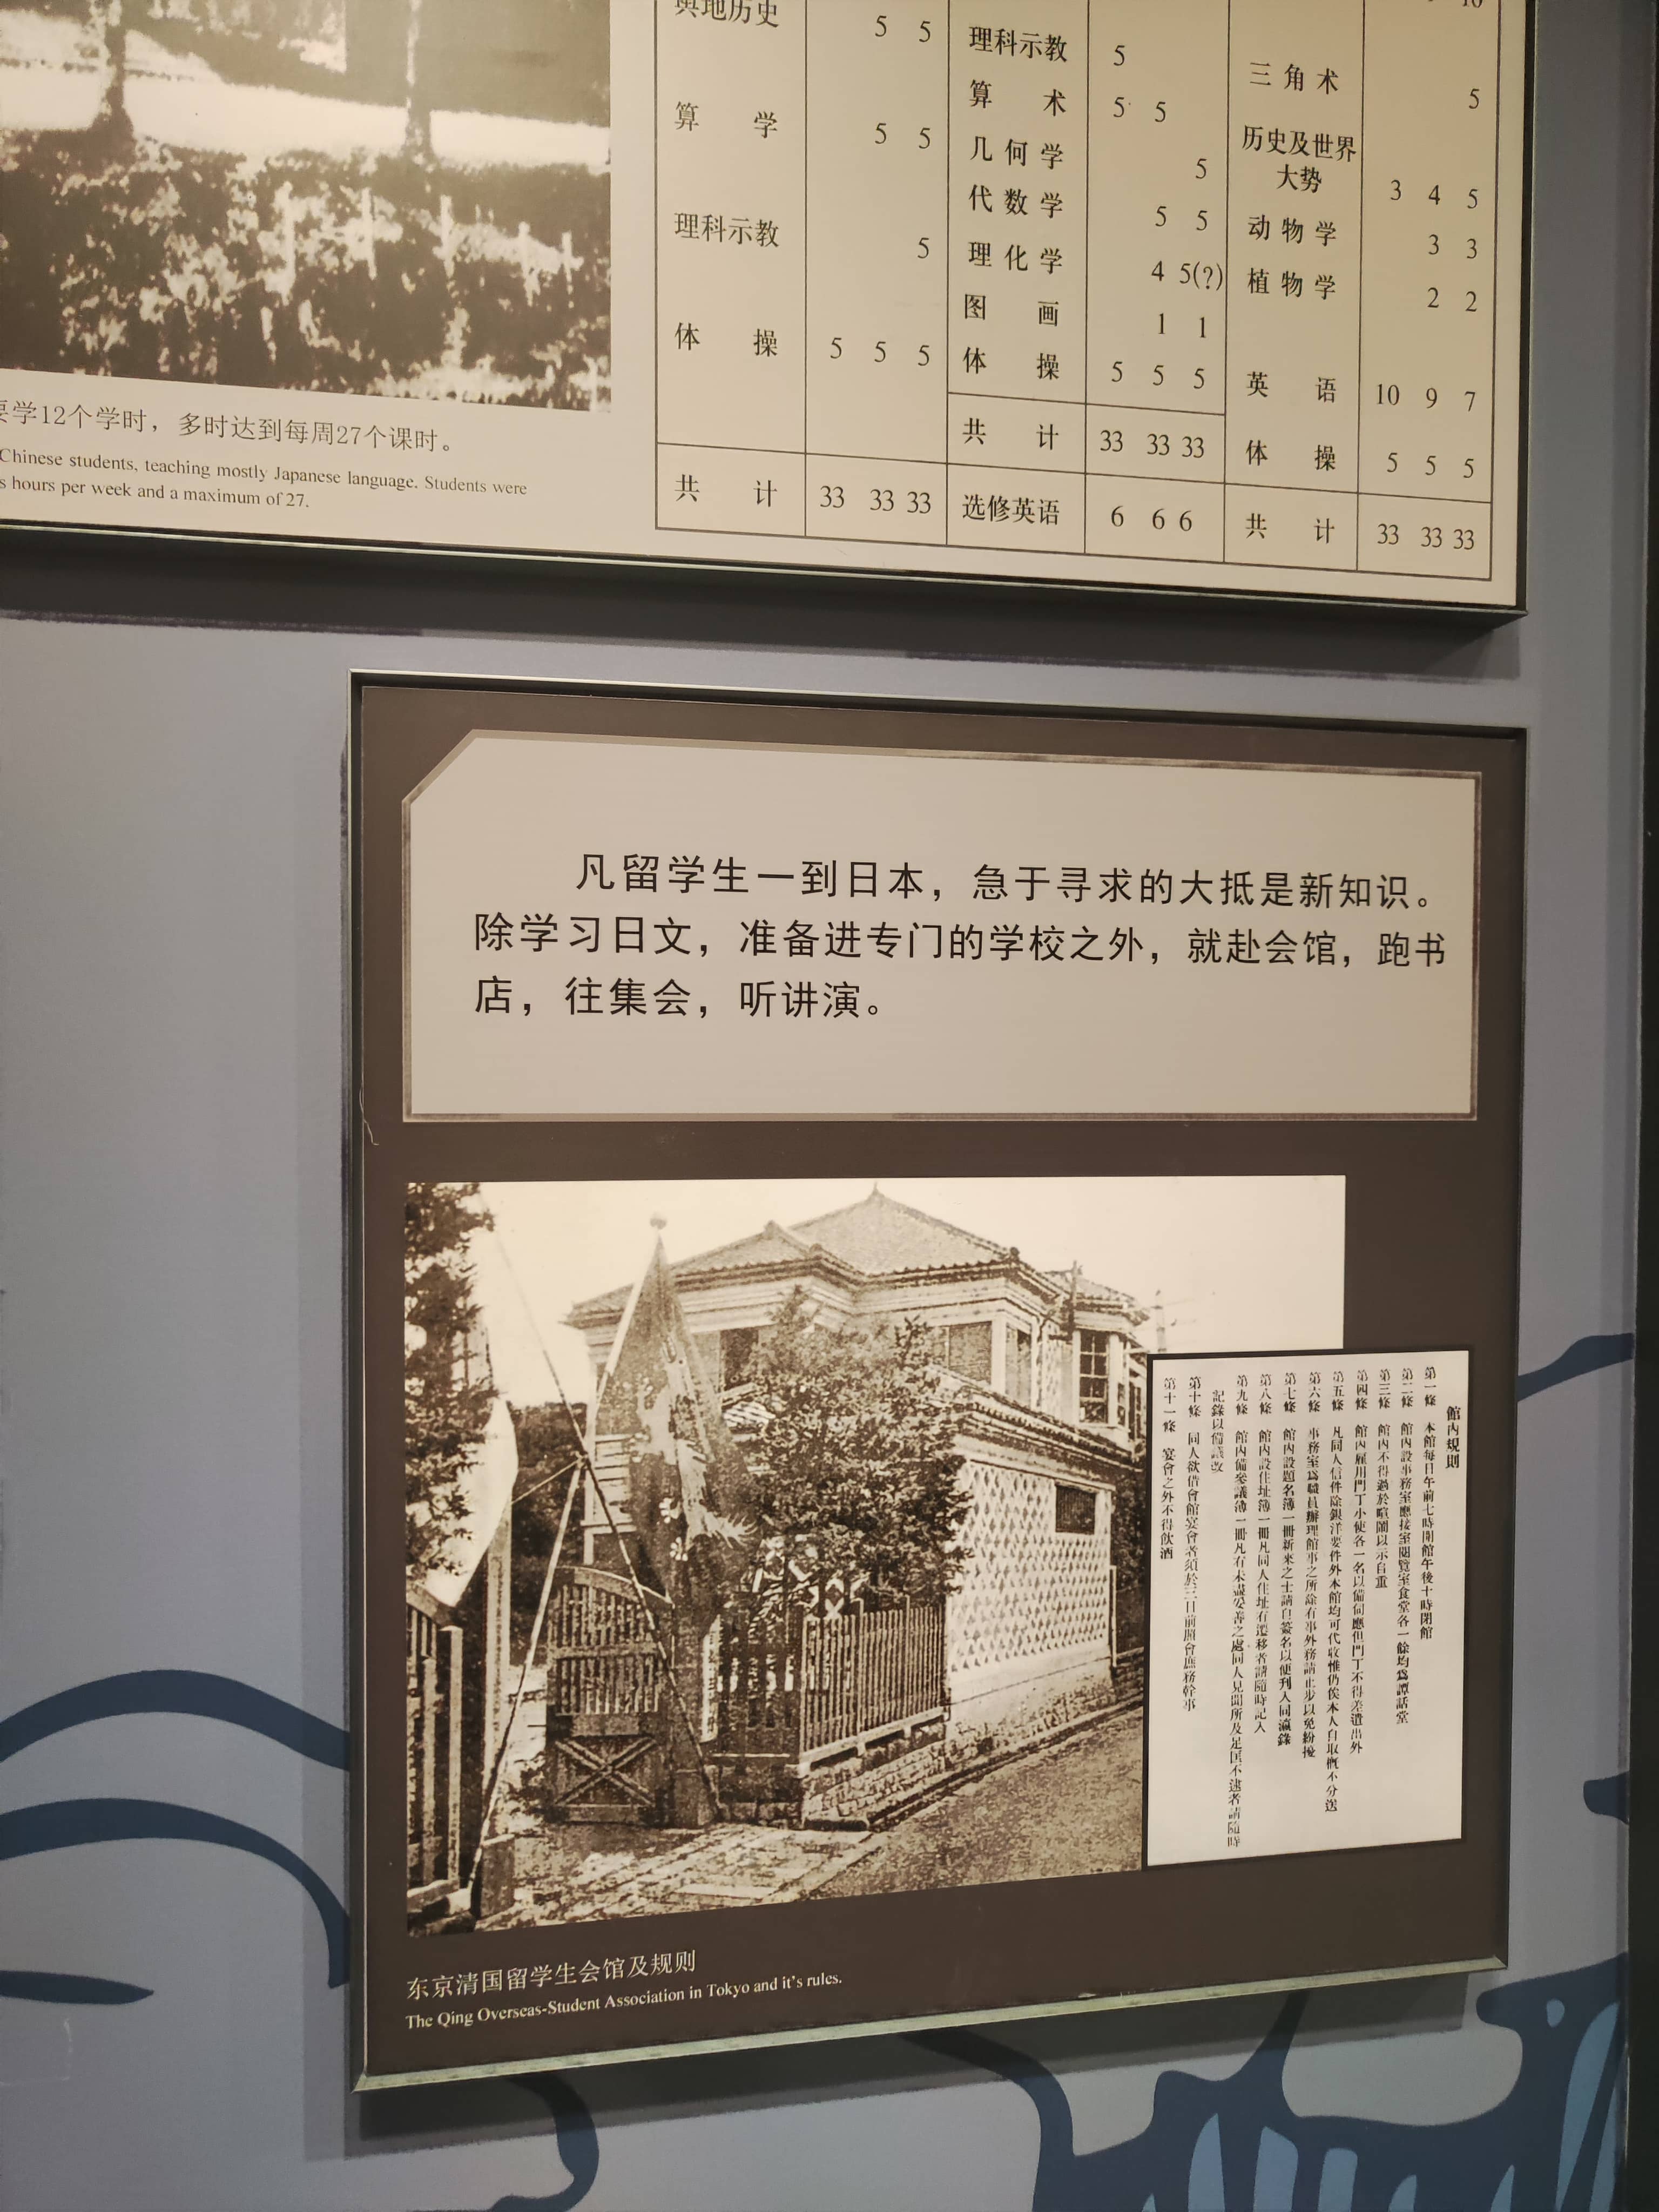 要学12个学时，多时达到每周27个课时。
Chinese students, teaching mostly Japanese language. Students were
s hours per week and a maximum of 27.
舆地历史 5 5
算 学 5 5
理科示教 5
体 操 5 5 5
共 计 33 33 33
理科示教 5
算 术 5 5
几 何 学 5
代 数 学 5 5
理 化 学 4 5(?)
图 画 1 1
体 操 5 5 5
共 计 33 33 33
选修英语 6 6 6
三 角 术 5
历史及世界
大势 3 4 5
动 物 学 3 3
植 物 学 2 2
英 语 10 9 7
体 操 5 5 5
共 计 33 33 33
凡留学生一到日本，急于寻求的大抵是新知识。
除学习日文，准备进专门的学校之外，就赴会馆，跑书
店，往集会，听讲演。
館內規則
第一條 本館每日午前七時開館午後十時閉館
第二條 館內設事務室應接室閱覽室食堂各一餘均爲譚話堂
第三條 館內不得過於喧鬧以示自重
第四條 館內雇用門丁小使各一名以備伺應但門丁不得差遣出外
第五條 凡同人信件除銀洋要件外本館均可代收惟仍俟本人自取槪不分送
第六條 事務室爲職員辦理館事之所餘有事外務請止步以免紛擾
第七條 館內設題名簿一冊新來之士請自簽名以便刊入同瀛錄
第八條 館內設住址簿一冊凡同人住址有遷移者請隨時記入
第九條 館內備參議簿一冊凡有未盡妥善之處同人見聞所及足匡不逮者請隨時
記錄以備議改
第十條 同人欲借會館宴會者須於三日前照會庶務幹事
第十一條 宴會之外不得飲酒
东京清国留学生会馆及规则
The Qing Overseas-Student Association in Tokyo and it's rules.